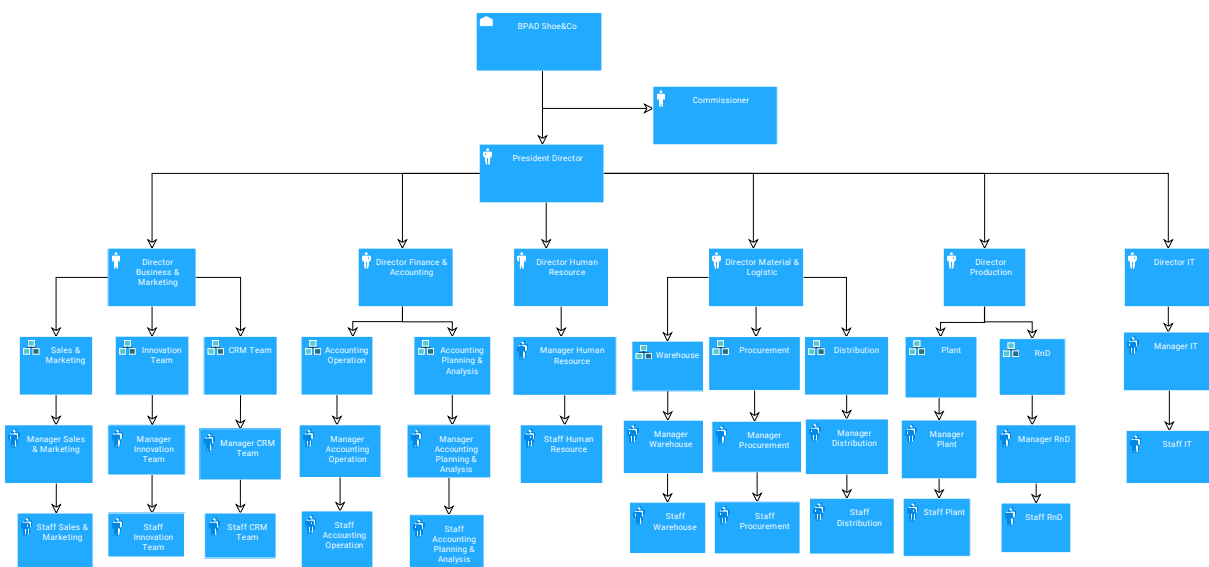 BPAD Shoe&Co
Commissioner
President Director
Director
Business &
Marketing
Director Finance &
Accounting
Director Human
Resource
Director Material &
Logistic
Director
Production
Director IT
Sales &
Marketing
Innovation
Team
CRM Team
Accounting
Operation
Accounting
Planning &
Analysis
Manager Human
Resource
Warehouse
Procurement
Distribution
Plant
RnD
Manager IT
Manager Sales
& Marketing
Manager
Innovation
Team
Manager CRM
Team
Manager
Accounting
Operation
Manager
Accounting
Planning &
Analysis
Staff Human
Resource
Manager
Warehouse
Manager
Procurement
Manager
Distribution
Manager
Plant
Manager RnD
Staff IT
Staff Sales &
Marketing
Staff
Innovation
Team
Staff CRM
Team
Staff
Accounting
Operation
Staff
Accounting
Planning &
Analysis
Staff
Warehouse
Staff
Procurement
Staff
Distribution
Staff Plant
Staff RnD